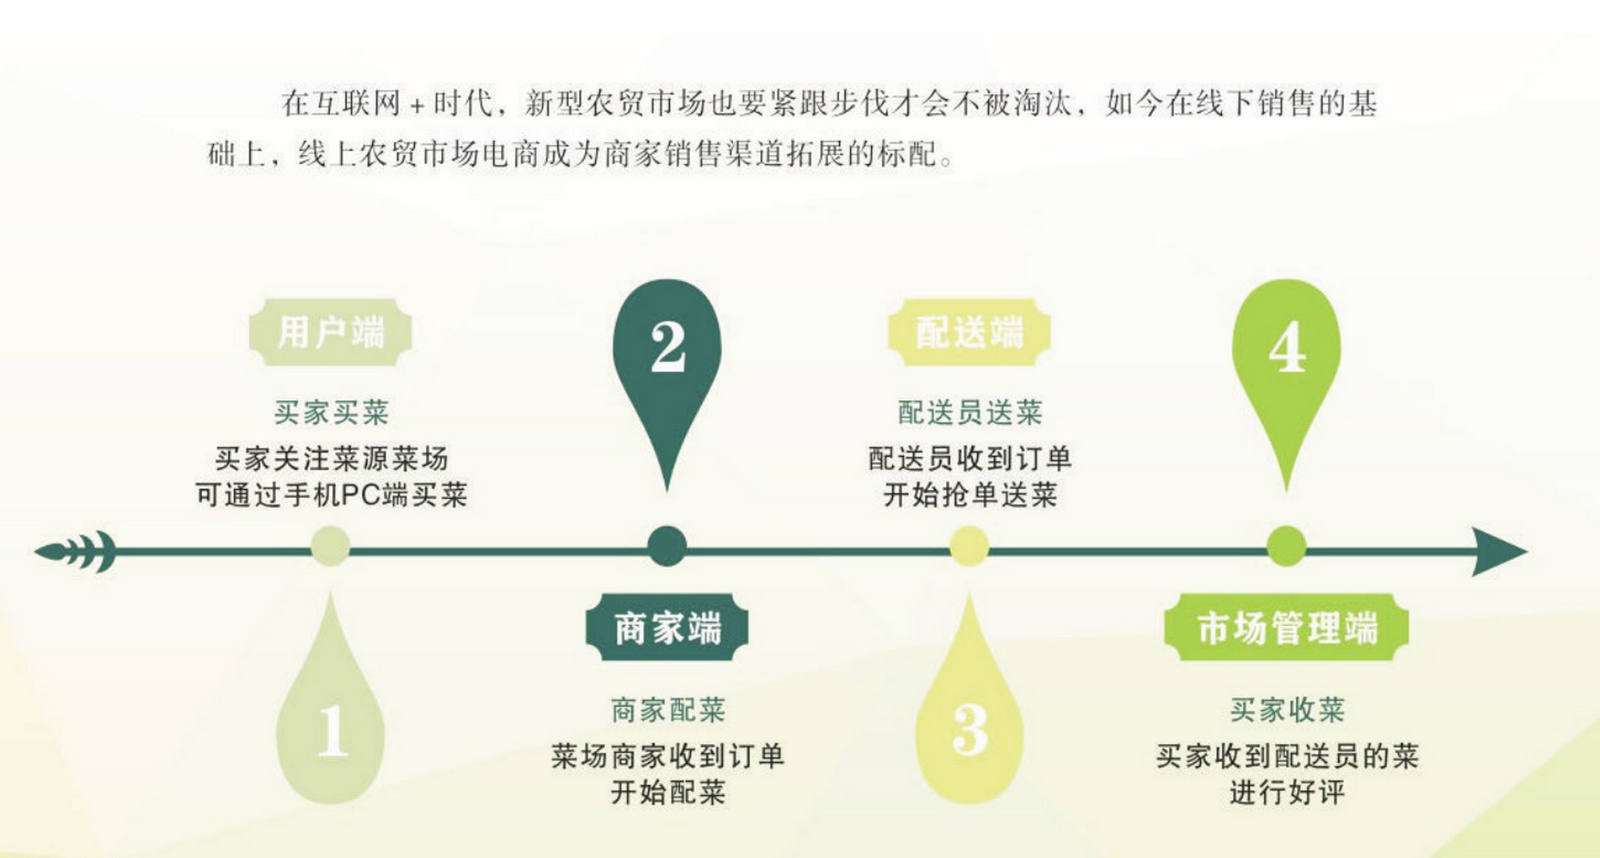 在互联网+时代，新型农贸市场也要紧跟步伐才会不被淘汰，如今在线下销售的基
础上，线上农贸市场电商成为商家销售渠道拓展的标配。
用户端
买家买菜
买家关注菜源菜场
可通过手机PC端买菜
1
2
商家端
商家配菜
菜场商家收到订单
开始配菜
配送端
配送员送菜
配送员收到订单
开始抢单送菜
3
4
市场管理端
买家收菜
买家收到配送员的菜
进行好评